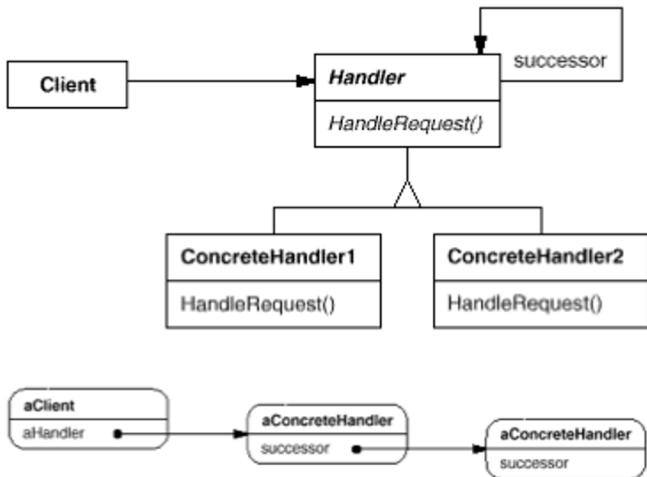 successor
Client
Handler
HandleRequest()
ConcreteHandler1
HandleRequest()
ConcreteHandler2
HandleRequest()
aClient
aHandler
aConcreteHandler
successor
aConcreteHandler
successor